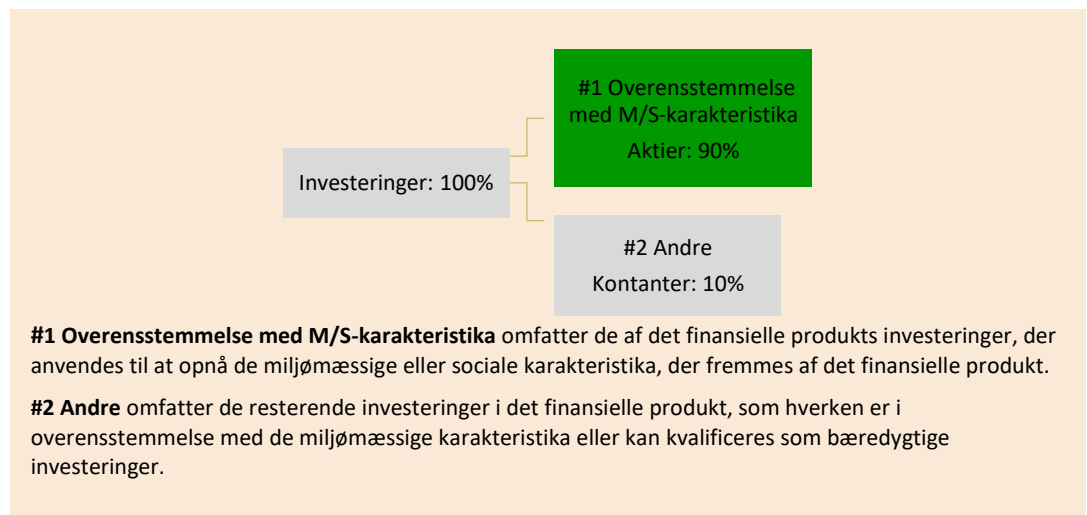 #1 Overensstemmelse
med M/S-karakteristika
Aktier: 90%
Investeringer: 100%
#2 Andre
Kontanter: 10%
#1 Overensstemmelse med M/S-karakteristika omfatter de af det finansielle produkts investeringer, der
anvendes til at opnå de miljømæssige eller sociale karakteristika, der fremmes af det finansielle produkt.
#2 Andre omfatter de resterende investeringer i det finansielle produkt, som hverken er i
overensstemmelse med de miljømæssige karakteristika eller kan kvalificeres som bæredygtige
investeringer.